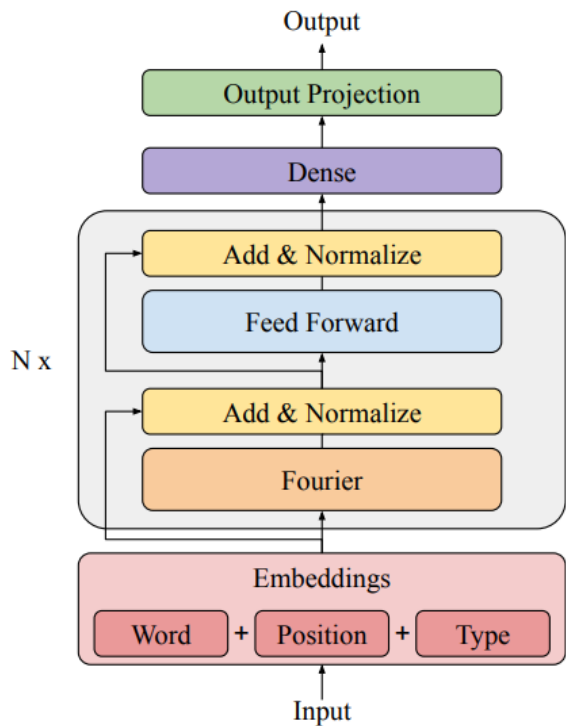 Output
Output Projection
Dense
Add & Normalize
Feed Forward
N x
Add & Normalize
Fourier
Embeddings
Word + Position + Type
Input